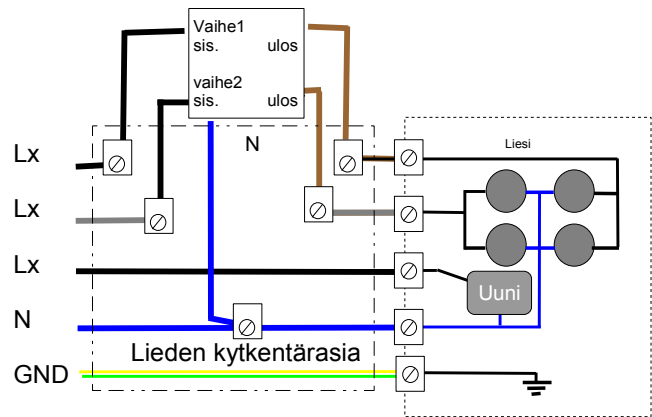 Vaihe1
sis. ulos
vaihe2
sis. ulos
N
Liesi
Lx
Lx
Lx
Uuni
N
Lieden kytkentärasia
GND